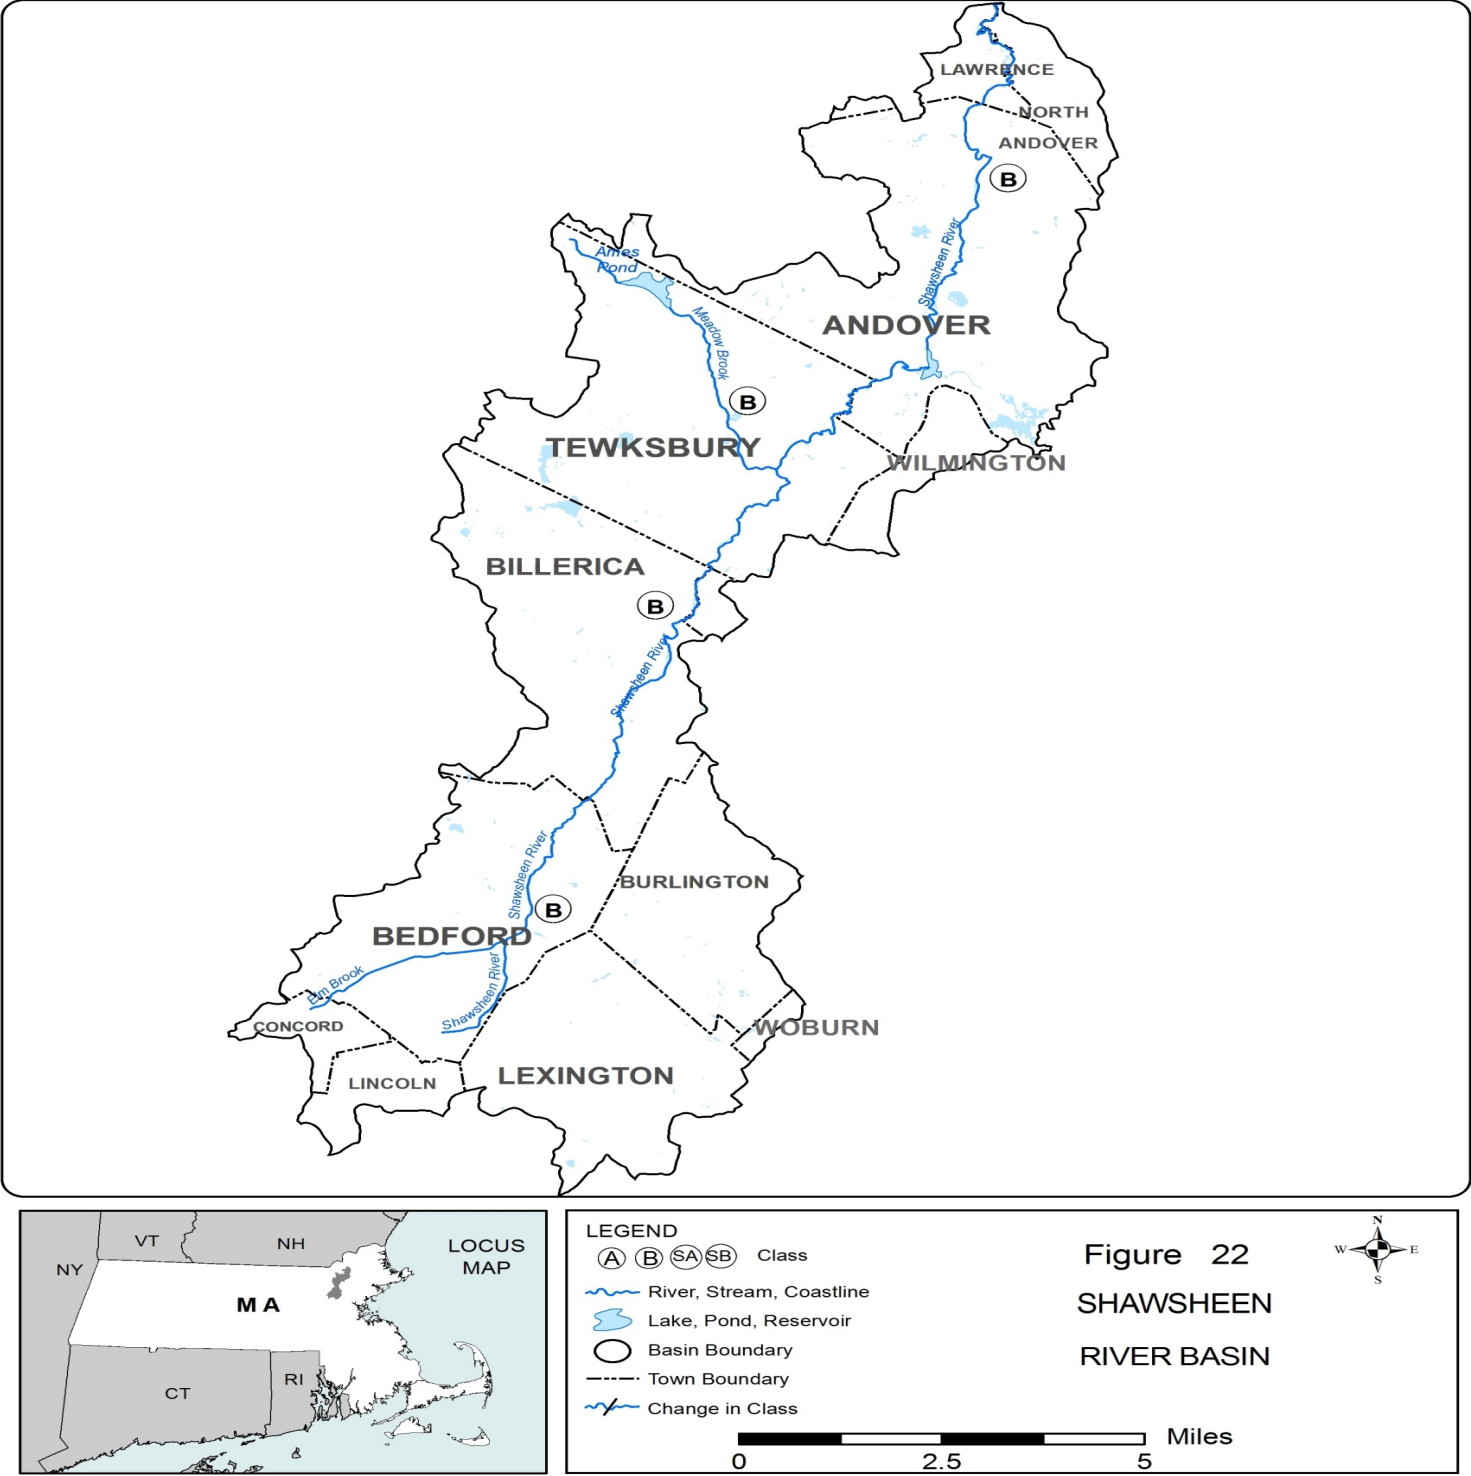 LAWRENCE
NORTH
ANDOVER
B
Shawsheen River
Ames
Pond
Meadow Brook
ANDOVER
B
TEWKSBURY
WILMINGTON
BILLERICA
B
Shawsheen River
Shawsheen River
BURLINGTON
B
BEDFORD
Elm Brook
Shawsheen River
CONCORD
WOBURN
LEXINGTON
LINCOLN
NY
VT
NH
LOCUS
MAP
MA
CT
RI
LEGEND
A B SA SB Class
River, Stream, Coastline
Lake, Pond, Reservoir
Basin Boundary
Town Boundary
Change in Class
Figure 22
SHAWSHEEN
RIVER BASIN
N
W E
S
Miles
0 2.5 5